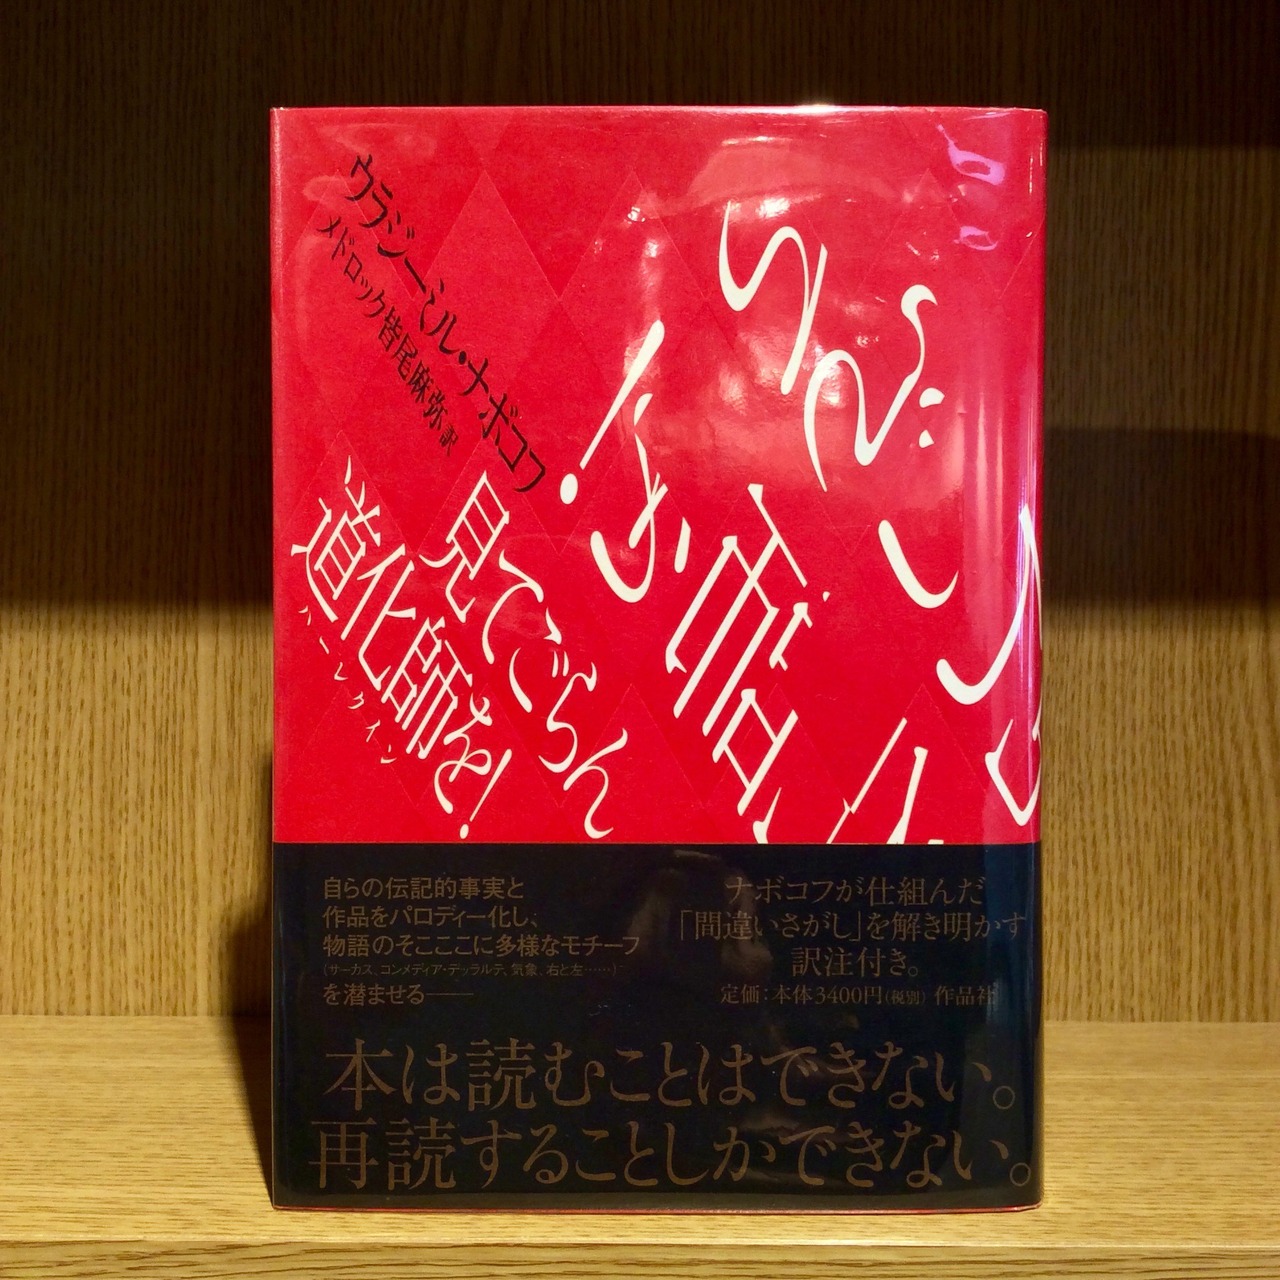 ウラジーミル・ナボコフ
メドロック皆尾麻弥 訳
見てごらん
道化師を!
ハーレクイン
自らの伝記的事実と
作品をパロディー化し、
物語のそこここに多様なモチーフ
(サーカス、コンメディア・デッラルテ、気象、右と左……)
を潜ませる――
ナボコフが仕組んだ
「間違いさがし」を解き明かす
訳注付き。
定価:本体3400円(税別) 作品社
本は読むことはできない。
再読することしかできない。